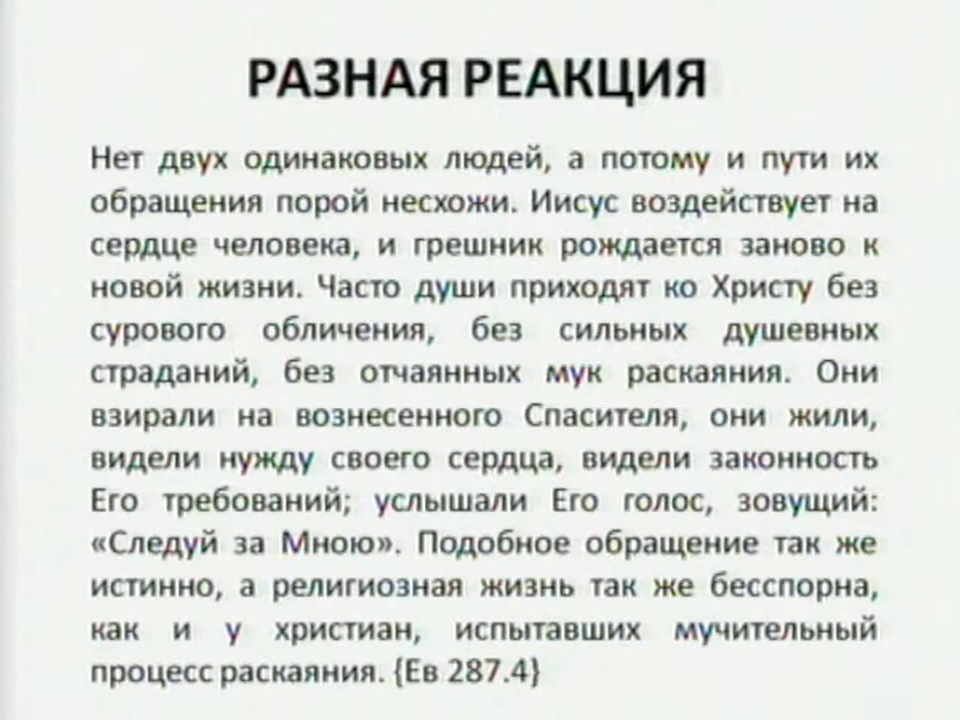 РАЗНАЯ РЕАКЦИЯ
Нет двух одинаковых людей, а потому и пути их
обращения порой несхожи. Иисус воздействует на
сердце человека, и грешник рождается заново к
новой жизни. Часто души приходят ко Христу без
сурового обличения, без сильных душевных
страданий, без отчаянных мук раскаяния. Они
взирали на вознесенного Спасителя, они жили,
видели нужду своего сердца, видели законность
Его требований; услышали Его голос, зовущий:
«Следуй за Мною». Подобное обращение так же
истинно, а религиозная жизнь так же бесспорна,
как и у христиан, испытавших мучительный
процесс раскаяния. {Ев 287.4}